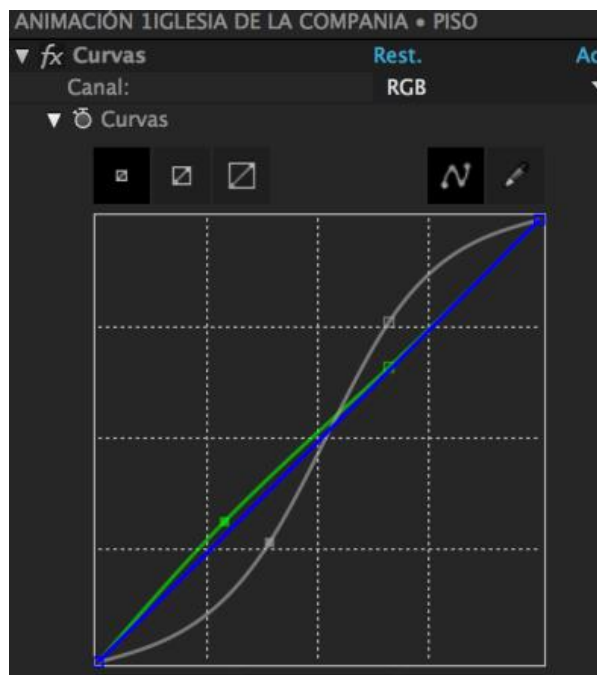 ANIMACIÓN 1IGLESIA DE LA COMPANIA • PISO
fx Curvas Rest.
Canal: RGB
Curvas